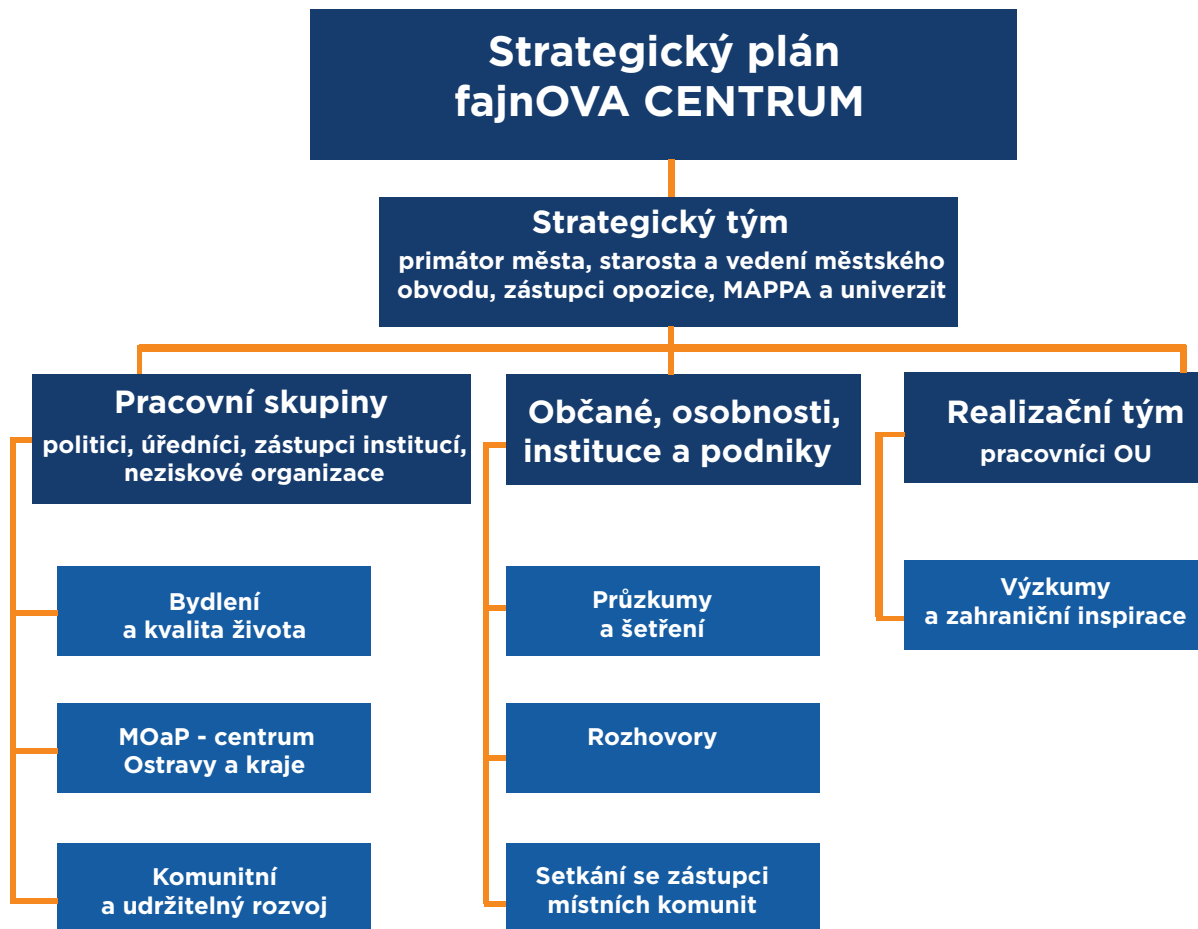 Strategický plán
fajnOVA CENTRUM
Strategický tým
primátor města, starosta a vedení městského
obvodu, zástupci opozice, MAPPA a univerzit
Pracovní skupiny
politici, úředníci, zástupci institucí,
neziskové organizace
Bydlení
a kvalita života
MOaP - centrum
Ostravy a kraje
Komunitní
a udržitelný rozvoj
Občané, osobnosti,
instituce a podniky
Průzkumy
a šetření
Rozhovory
Setkání se zástupci
místních komunit
Realizační tým
pracovníci OU
Výzkumy
a zahraniční inspirace